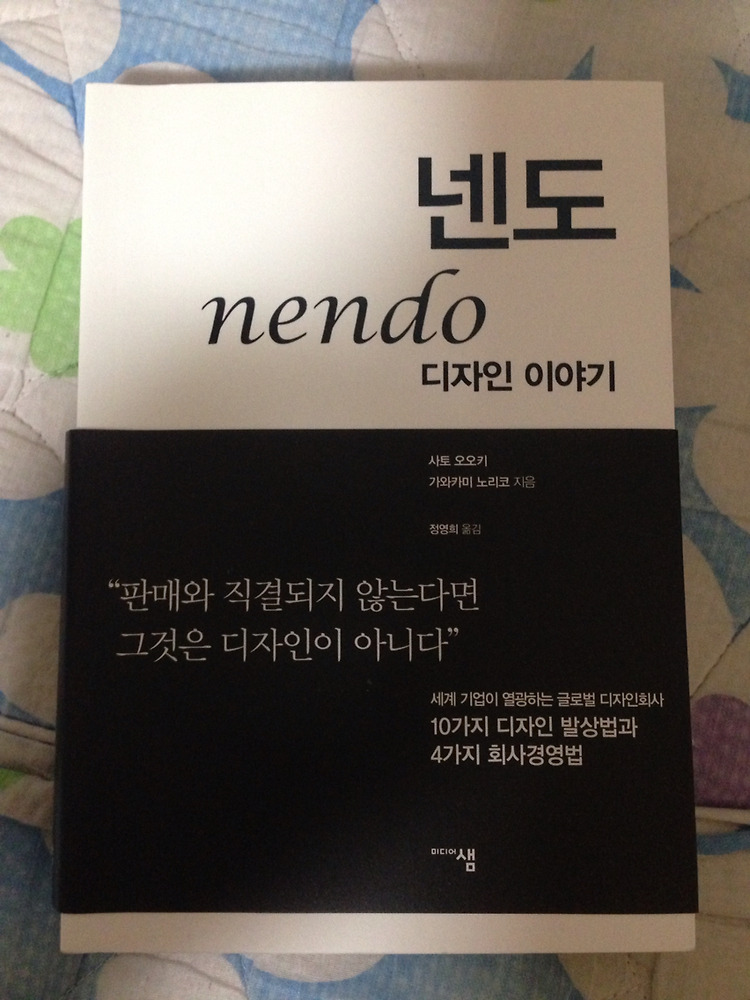 넨도
nendo
디자인 이야기
사토 오오키
가와카미 노리코 지음
정영희 옮김
“판매와 직결되지 않는다면
그것은 디자인이 아니다”
세계 기업이 열광하는 글로벌 디자인회사
10가지 디자인 발상법과
4가지 회사경영법
미디어샘